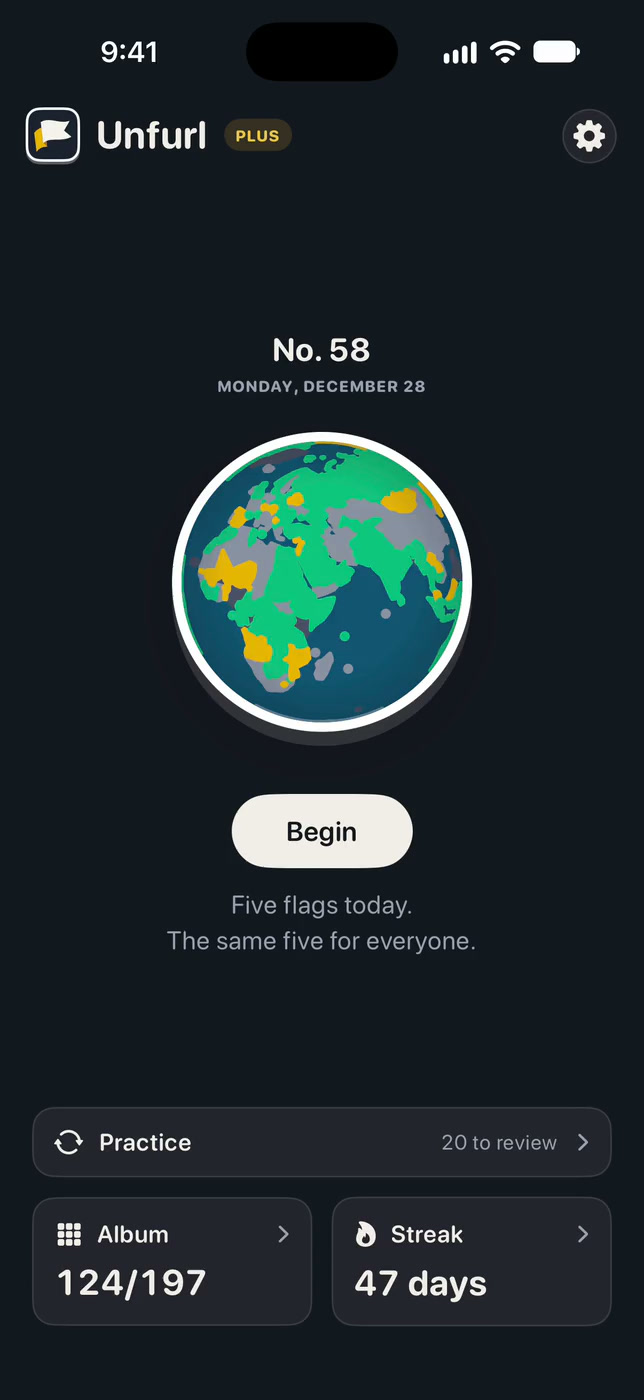 9:41
Unfurl PLUS
No. 58
MONDAY, DECEMBER 28
Begin
Five flags today.
The same five for everyone.
Practice 20 to review
Album
124/197
Streak
47 days